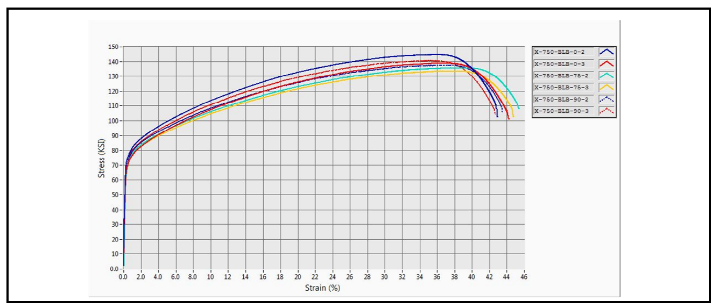 X-750-BLB-0-2
X-750-BLB-0-3
X-750-BLB-75-2
X-750-BLB-75-3
X-750-BLB-90-2
X-750-BLB-90-3
Stress (KSI)
150
140
130
120
110
100
90
80
70
60
50
40
30
20
10
0.0
0.0 2.0 4.0 6.0 8.0 10 12 14 16 18 20 22 24 26 28 30 32 34 36 38 40 42 44 46
Strain (%)